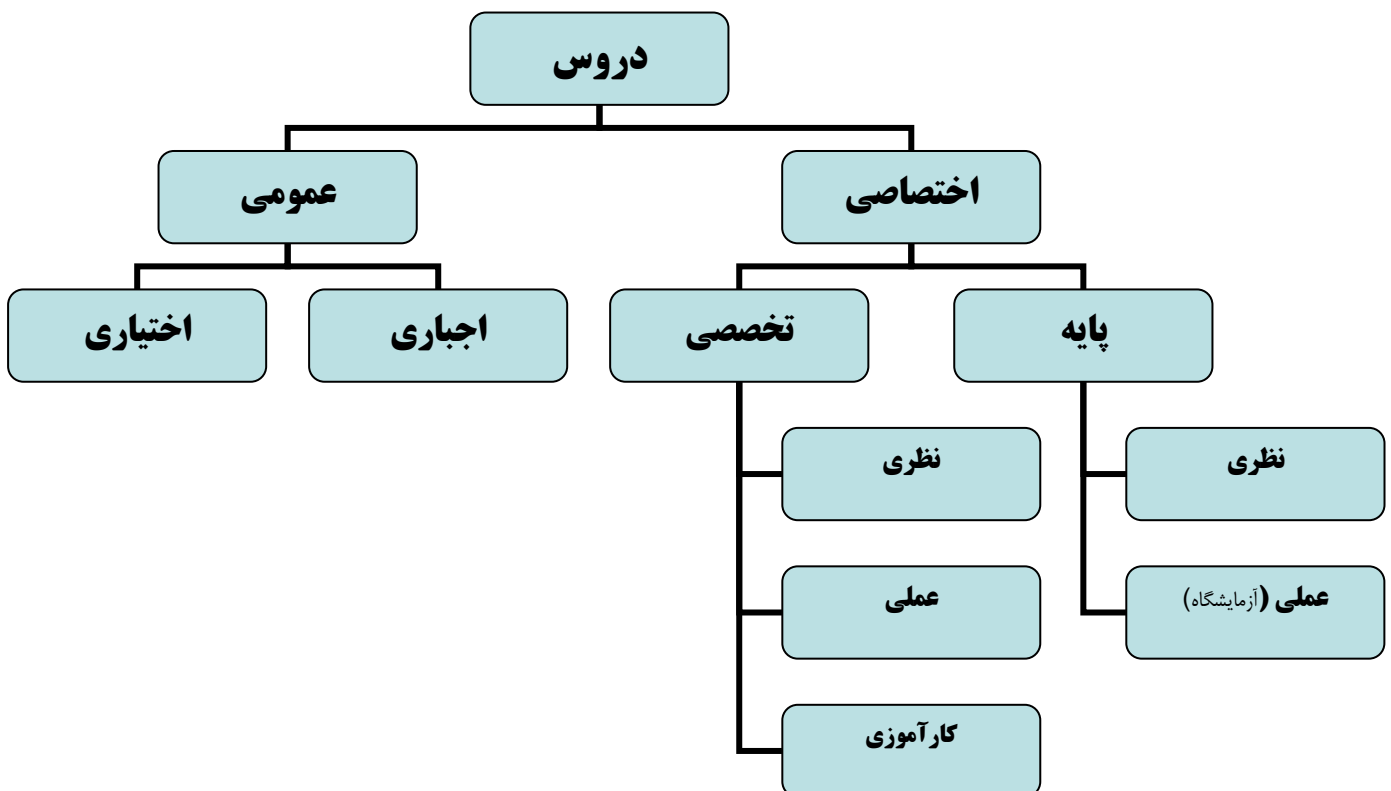 دروس
اختصاصی
عمومی
پایه
تخصصی
اجباری
اختیاری
نظری
نظری
عملی (آزمایشگاه)
عملی
کارآموزی